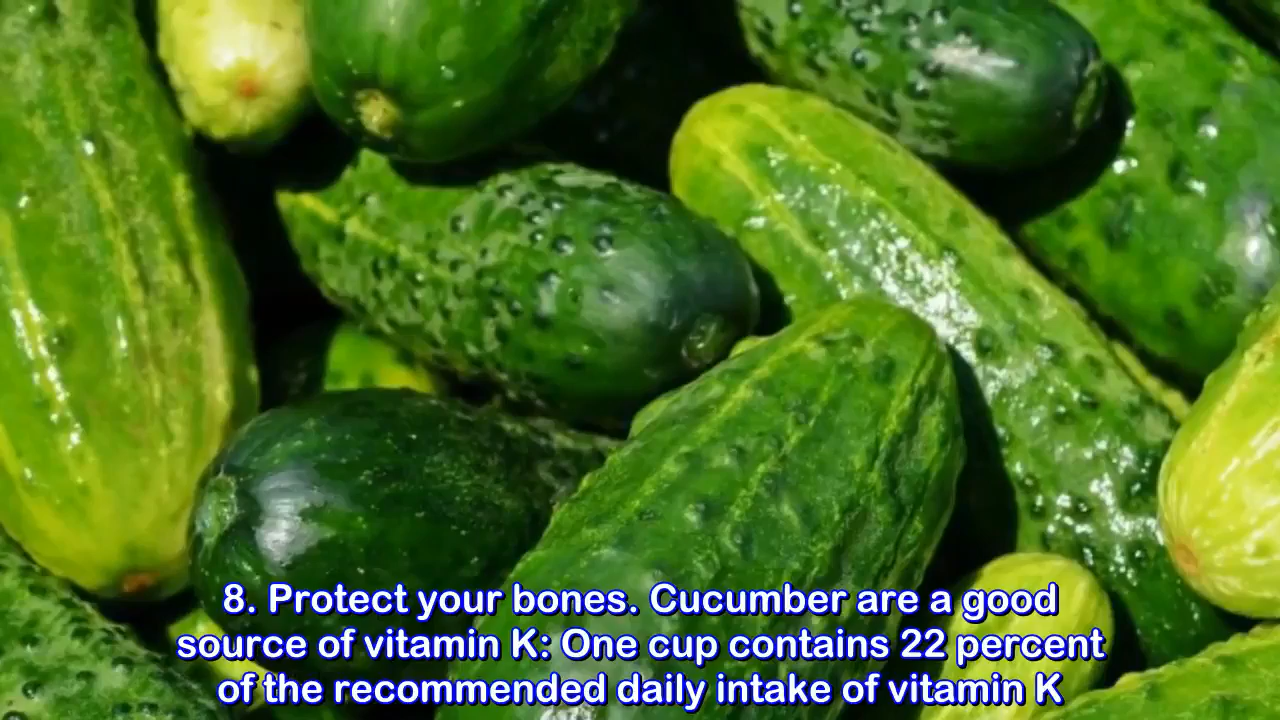 8. Protect your bones. Cucumber are a good
source of vitamin K: One cup contains 22 percent
of the recommended daily intake of vitamin K